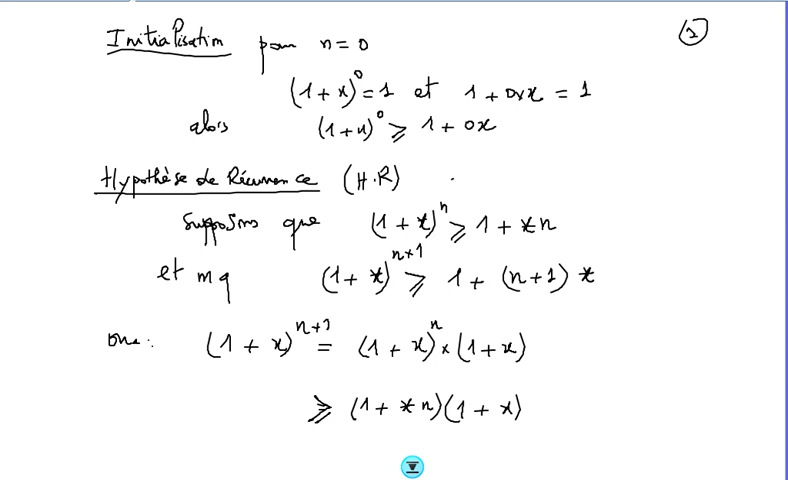 Initialisation pour n = 0
(1)
(1 + x)^0 = 1 et 1 + 0×x = 1
alors (1+x)^0 ⩾ 1 + 0x
Hypothèse de Récurrence (H.R)
Supposons que (1 + x)^n ⩾ 1 + xn
et mq (1 + x)^{n+1} ⩾ 1 + (n+1) x
ona : (1 + x)^{n+1} = (1 + x)^n × (1 + x)
⩾ (1 + xn)(1 + x)